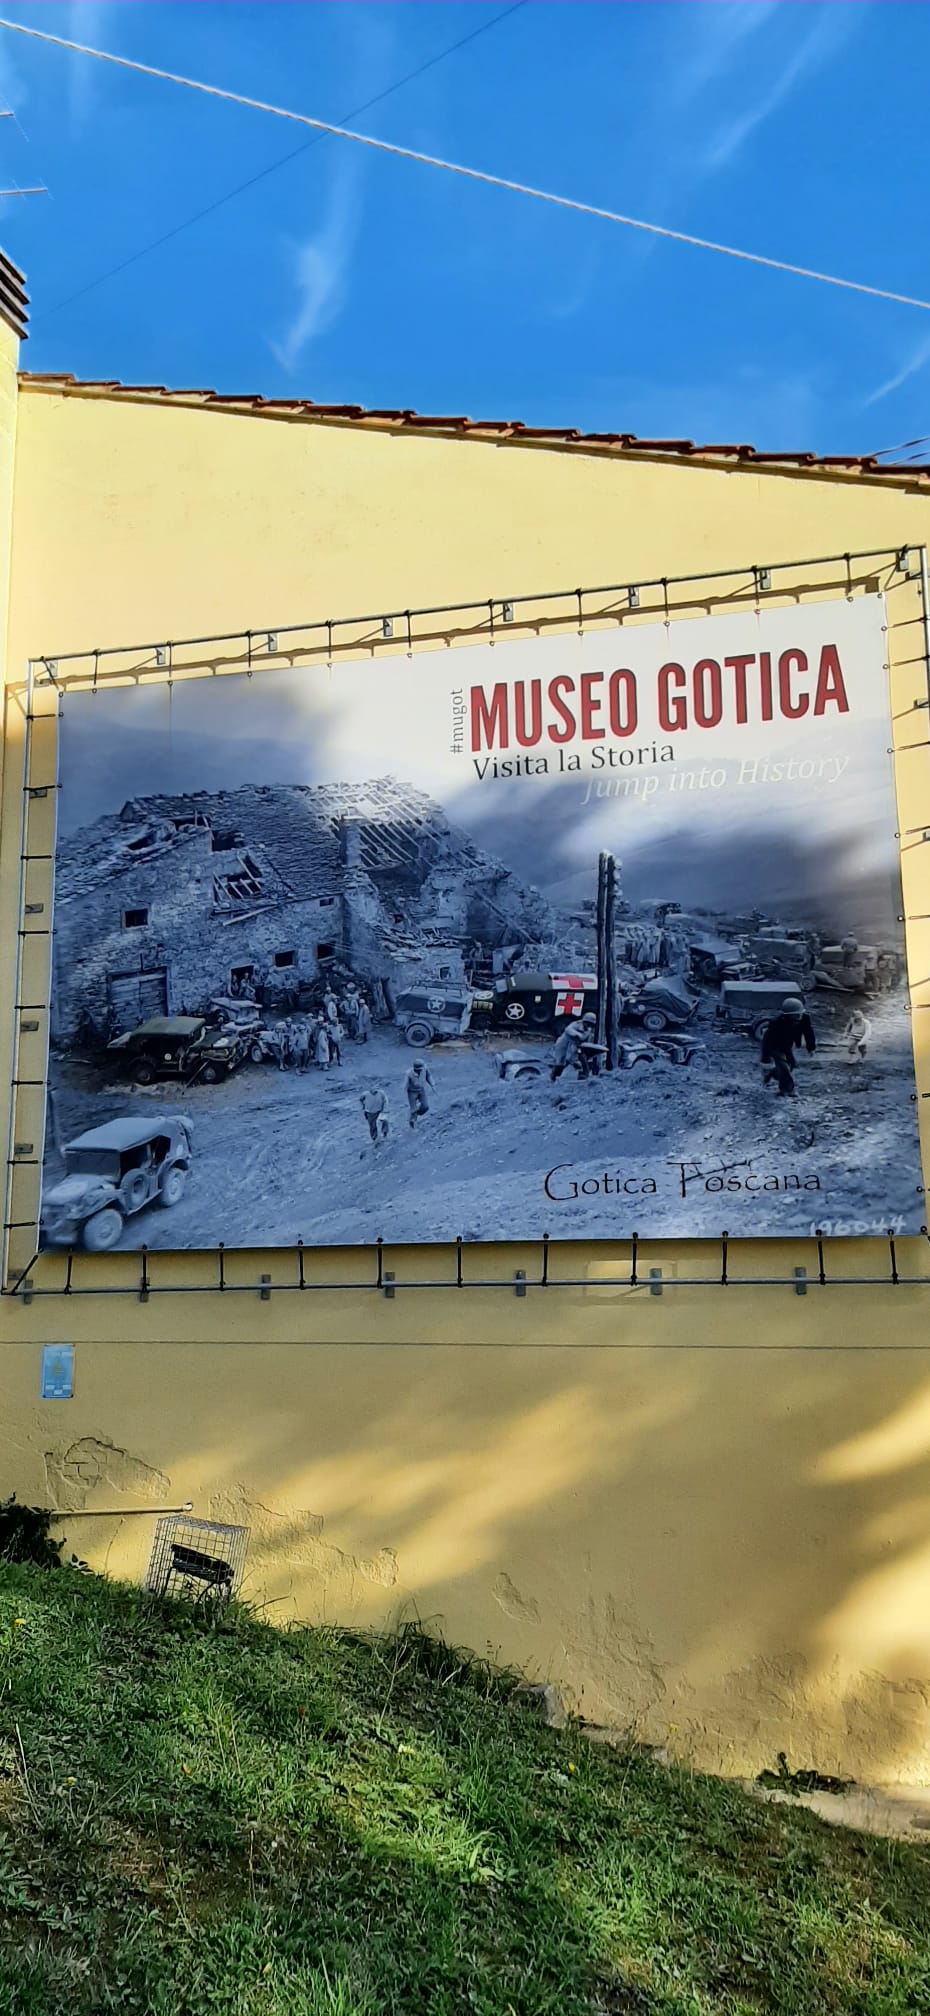 #mugot
MUSEO GOTICA
Visita la Storia
Jump into History
Gotica Toscana
196044